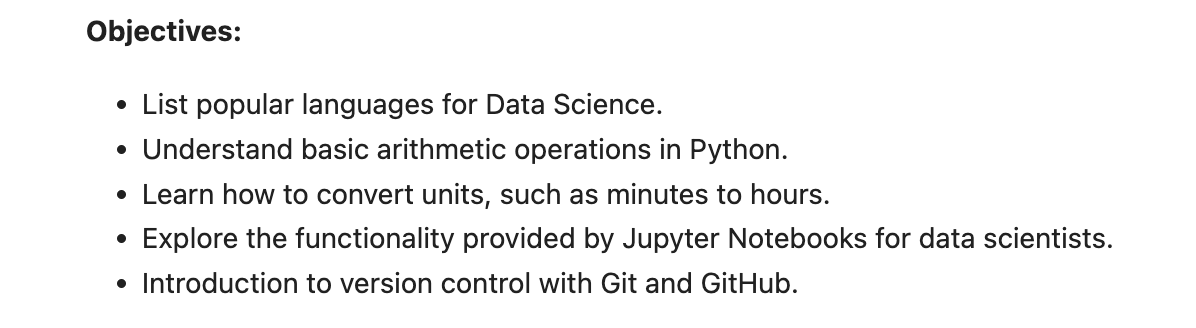 Objectives:
• List popular languages for Data Science.
• Understand basic arithmetic operations in Python.
• Learn how to convert units, such as minutes to hours.
• Explore the functionality provided by Jupyter Notebooks for data scientists.
• Introduction to version control with Git and GitHub.